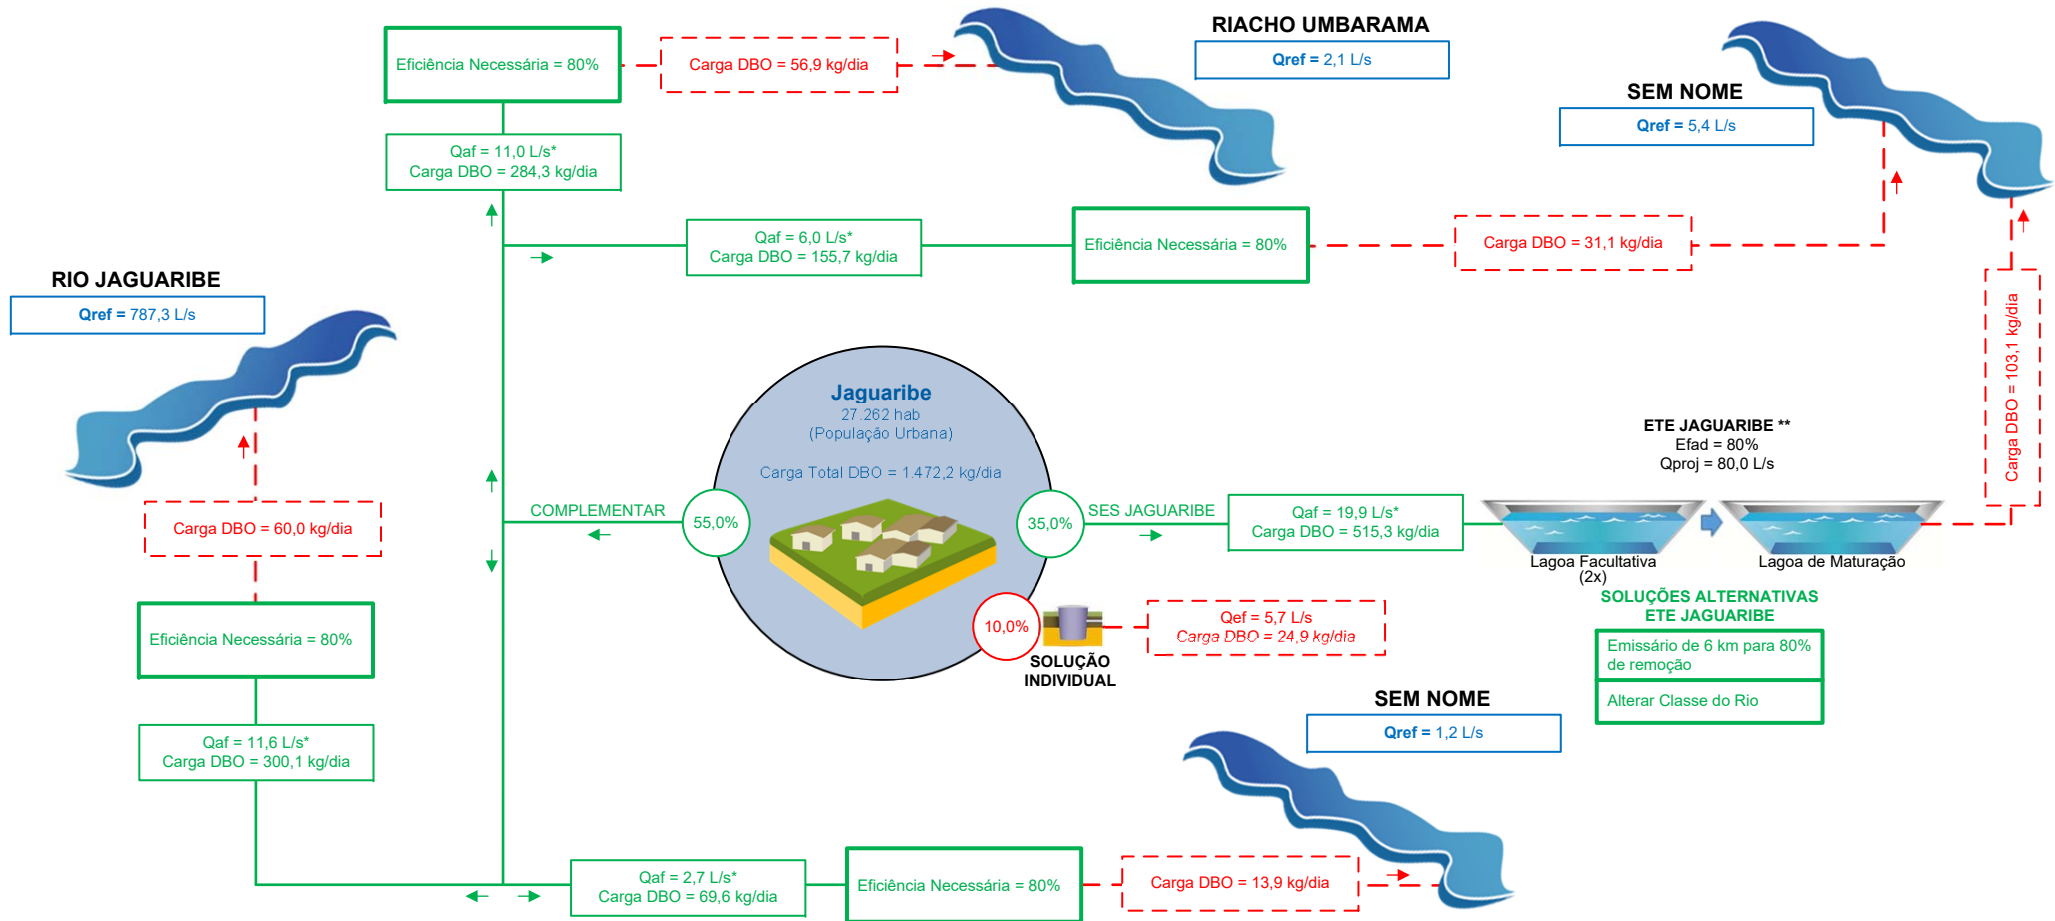 RIACHO UMBARAMA
Qref = 2,1 L/s
Eficiência Necessária = 80%
Carga DBO = 56,9 kg/dia
SEM NOME
Qref = 5,4 L/s
Qaf = 11,0 L/s*
Carga DBO = 284,3 kg/dia
Qaf = 6,0 L/s*
Carga DBO = 155,7 kg/dia
Eficiência Necessária = 80%
Carga DBO = 31,1 kg/dia
RIO JAGUARIBE
Qref = 787,3 L/s
Carga DBO = 103,1 kg/dia
Jaguaribe
27.262 hab
(População Urbana)
Carga Total DBO = 1.472,2 kg/dia
ETE JAGUARIBE **
Efad = 80%
Qproj = 80,0 L/s
COMPLEMENTAR
55,0%
35,0%
SES JAGUARIBE
Qaf = 19,9 L/s*
Carga DBO = 515,3 kg/dia
Carga DBO = 60,0 kg/dia
Lagoa Facultativa
(2x)
Lagoa de Maturação
SOLUÇÕES ALTERNATIVAS
ETE JAGUARIBE
Emissário de 6 km para 80%
de remoção
Alterar Classe do Rio
10,0%
Qef = 5,7 L/s
Carga DBO = 24,9 kg/dia
SOLUÇÃO
INDIVIDUAL
Eficiência Necessária = 80%
SEM NOME
Qref = 1,2 L/s
Qaf = 11,6 L/s*
Carga DBO = 300,1 kg/dia
Qaf = 2,7 L/s*
Carga DBO = 69,6 kg/dia
Eficiência Necessária = 80%
Carga DBO = 13,9 kg/dia